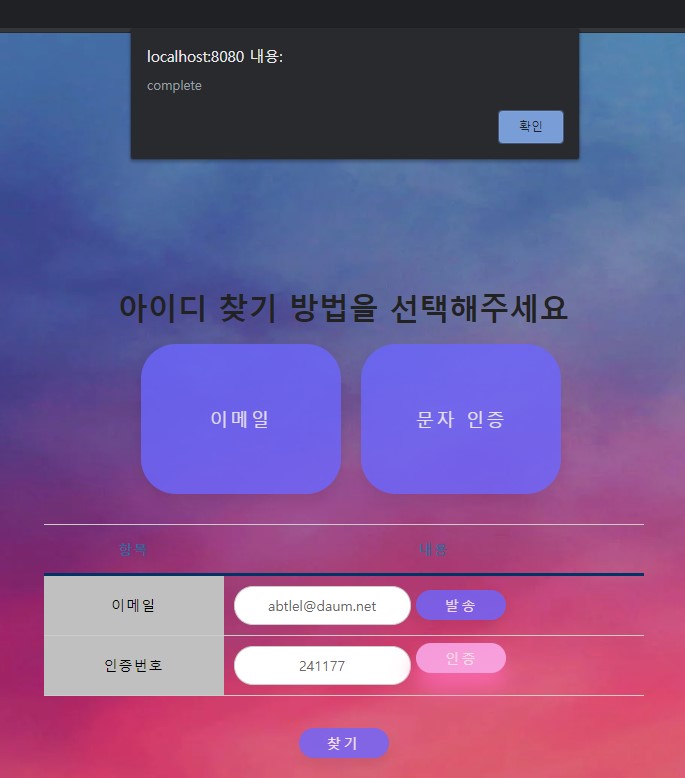 localhost:8080 내용:
complete
확인
아이디 찾기 방법을 선택해주세요
이메일 문자 인증
항목 내용
이메일 abtlel@daum.net 발송
인증번호 241177 인증
찾기